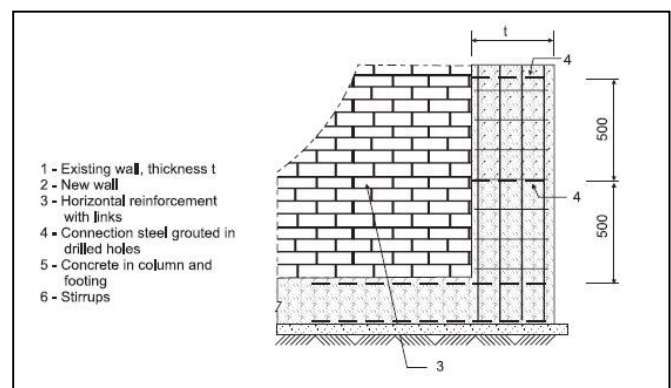 t
4
500
1 - Existing wall, thickness t
2 - New wall
3 - Horizontal reinforcement
with links
4 - Connection steel grouted in
drilled holes
5 - Concrete in column and
footing
6 - Stirrups
4
500
3